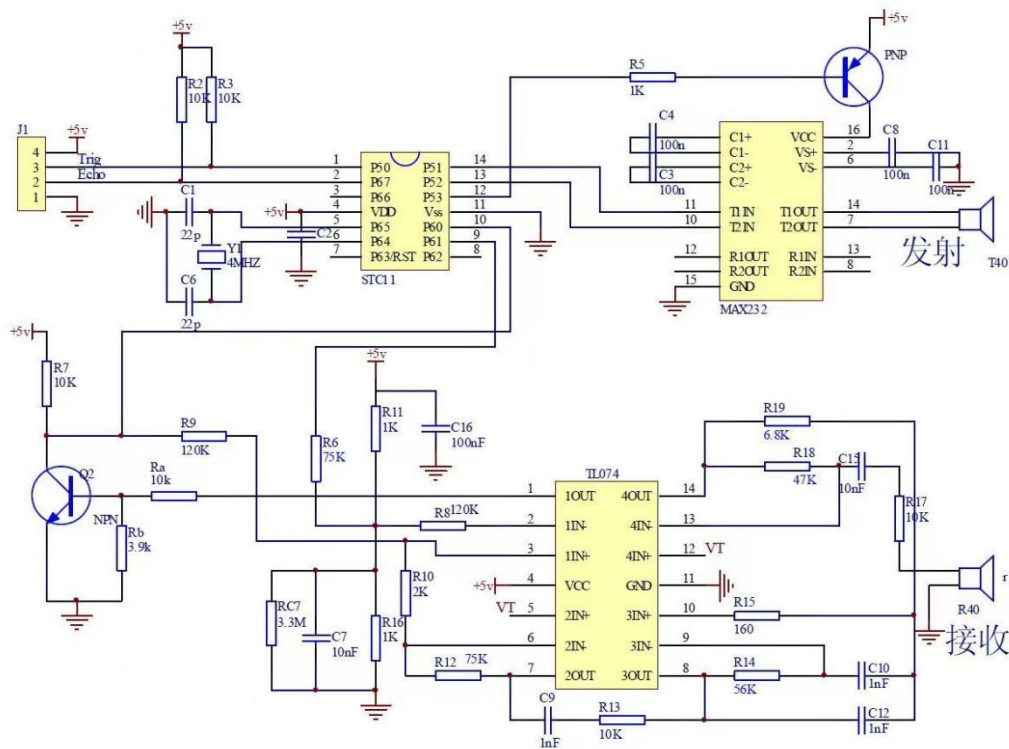 +5v
+5v
PNP
R2
10K
R3
10K
R5
1K
J1
+5v
4
3
2
1
Trig
Echo
C1
22p
Y1
4MHZ
C6
22p
+5v
C2
1
2
3
4
5
6
7
P50
P67
P66
VDD
P65
P64
P63/RST
P51
P52
P53
Vss
P60
P61
P62
14
13
12
11
10
9
8
STC11
C4
100n
C3
100n
C1+
C1-
C2+
C2-
T1IN
T2IN
R1OUT
R2OUT
GND
VCC
VS+
VS-
T1OUT
T2OUT
R1IN
R2IN
11
10
12
15
16
2
6
14
7
13
8
MAX232
C8
100n
C11
100n
发射
T40
+5v
R7
10K
R9
120K
Q2
NPN
Ra
10k
Rb
3.9k
R6
75K
+5v
R11
1K
C16
100nF
R8
120K
RC7
3.3M
C7
10nF
R16
1K
R10
2K
R12
75K
C9
1nF
R13
10K
+5v
VT
TL074
1
2
3
4
5
6
7
1OUT
1IN-
1IN+
VCC
2IN+
2IN-
2OUT
4OUT
4IN-
4IN+
GND
3IN+
3IN-
3OUT
14
13
12
11
10
9
8
VT
R19
6.8K
R18
47K
C15
10nF
R17
10K
R15
160
R14
56K
C10
1nF
C12
1nF
r
R40
接收